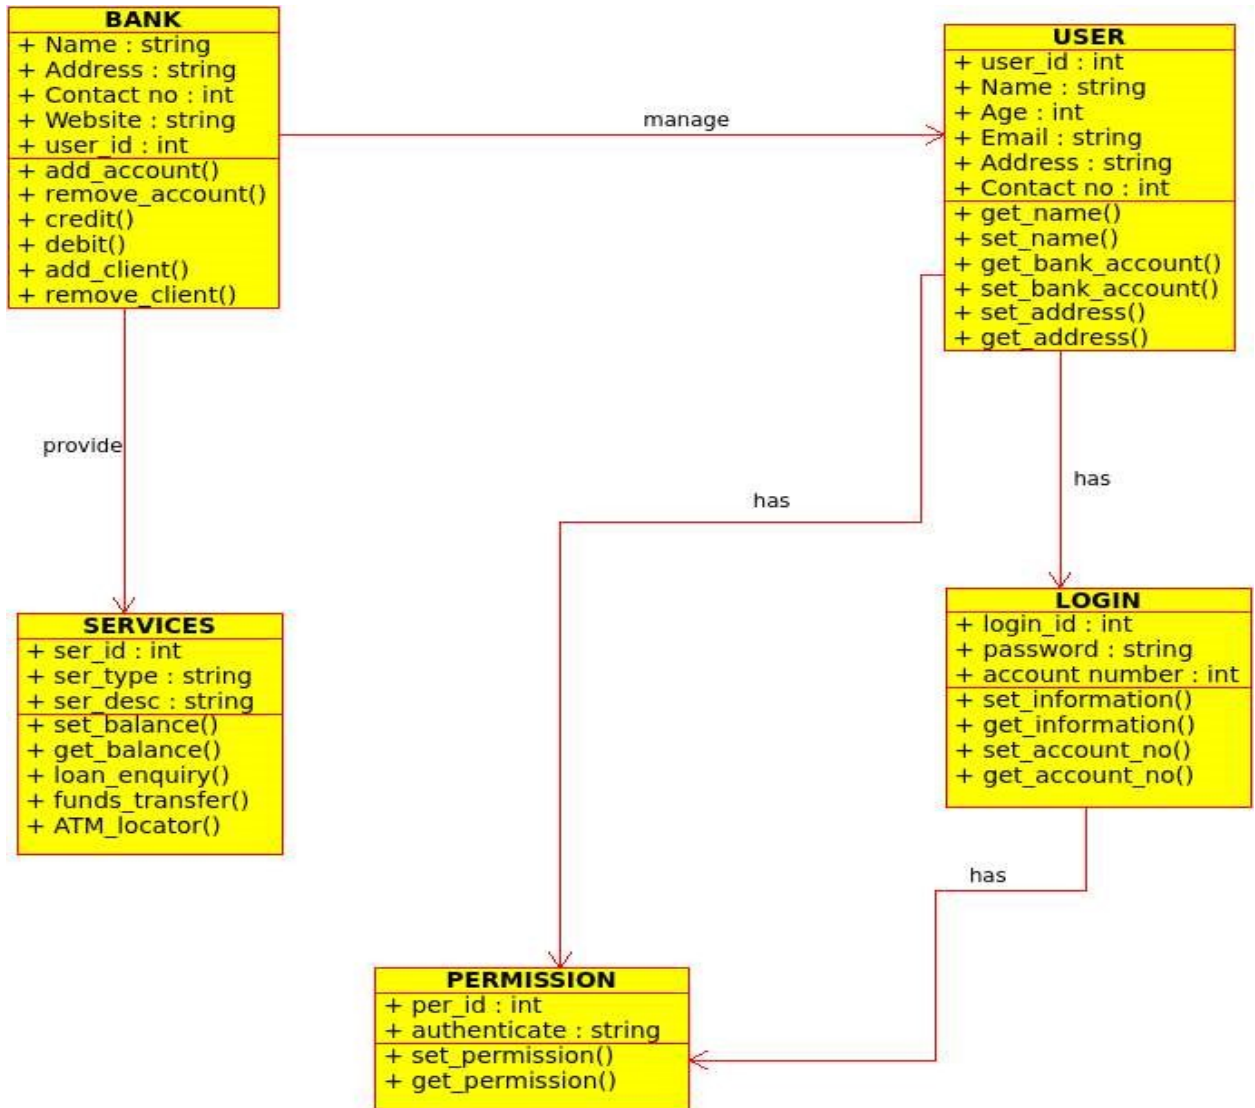 BANK
+ Name : string
+ Address : string
+ Contact no : int
+ Website : string
+ user_id : int
+ add_account()
+ remove_account()
+ credit()
+ debit()
+ add_client()
+ remove_client()
manage
USER
+ user_id : int
+ Name : string
+ Age : int
+ Email : string
+ Address : string
+ Contact no : int
+ get_name()
+ set_name()
+ get_bank_account()
+ set_bank_account()
+ set_address()
+ get_address()
provide
has
has
SERVICES
+ ser_id : int
+ ser_type : string
+ ser_desc : string
+ set_balance()
+ get_balance()
+ loan_enquiry()
+ funds_transfer()
+ ATM_locator()
LOGIN
+ login_id : int
+ password : string
+ account number : int
+ set_information()
+ get_information()
+ set_account_no()
+ get_account_no()
has
PERMISSION
+ per_id : int
+ authenticate : string
+ set_permission()
+ get_permission()